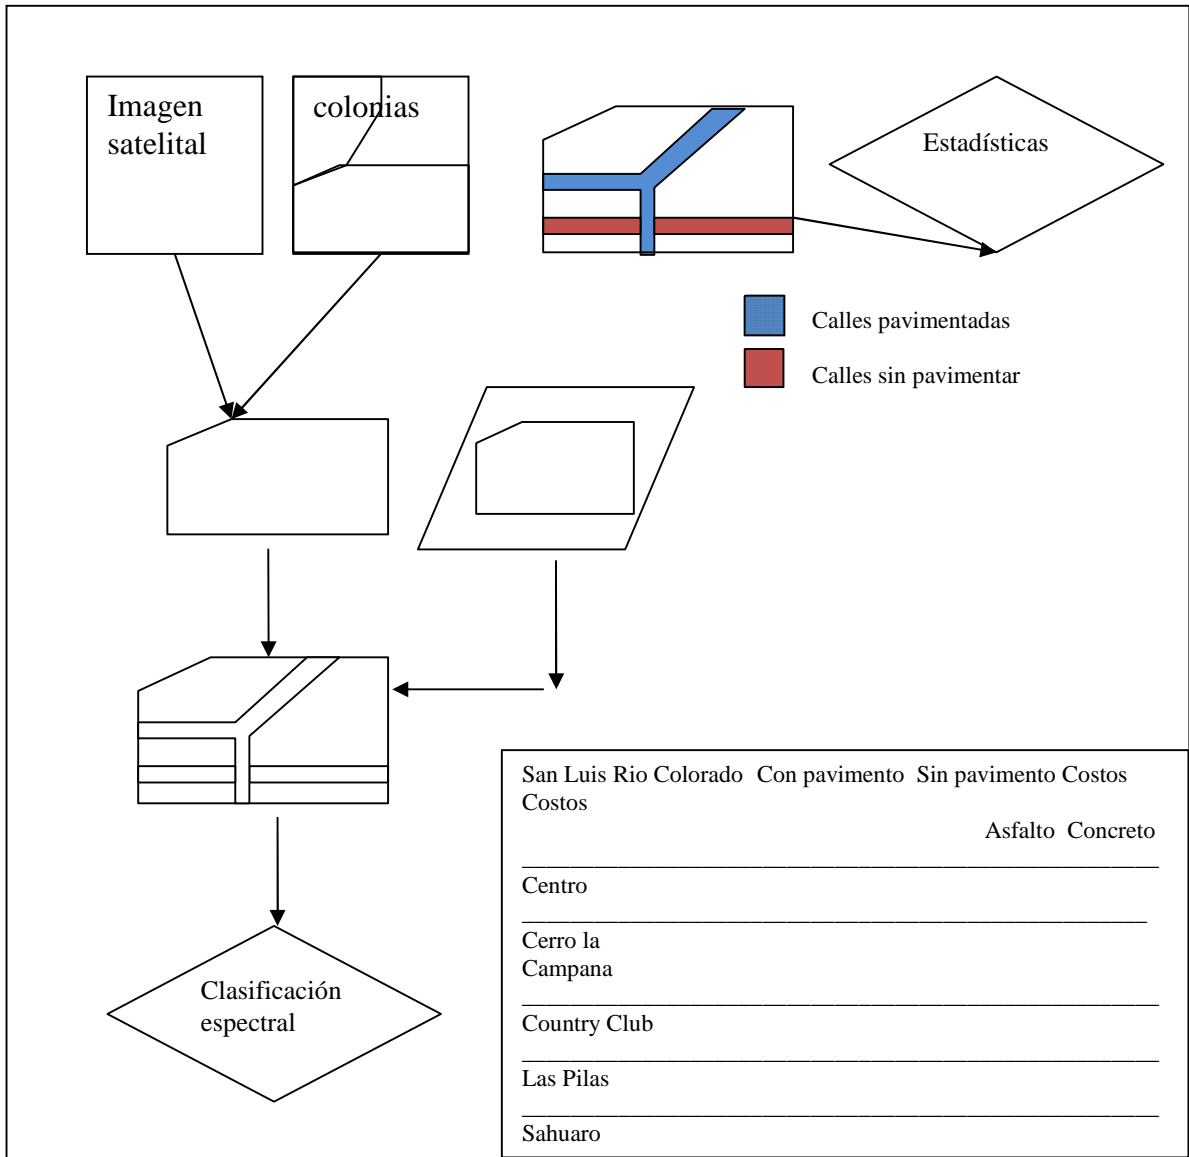 Imagen
satelital
colonias
Estadísticas
Calles pavimentadas
Calles sin pavimentar
Clasificación
espectral
San Luis Rio Colorado Con pavimento Sin pavimento Costos
Costos
Asfalto Concreto
Centro
Cerro la
Campana
Country Club
Las Pilas
Sahuaro